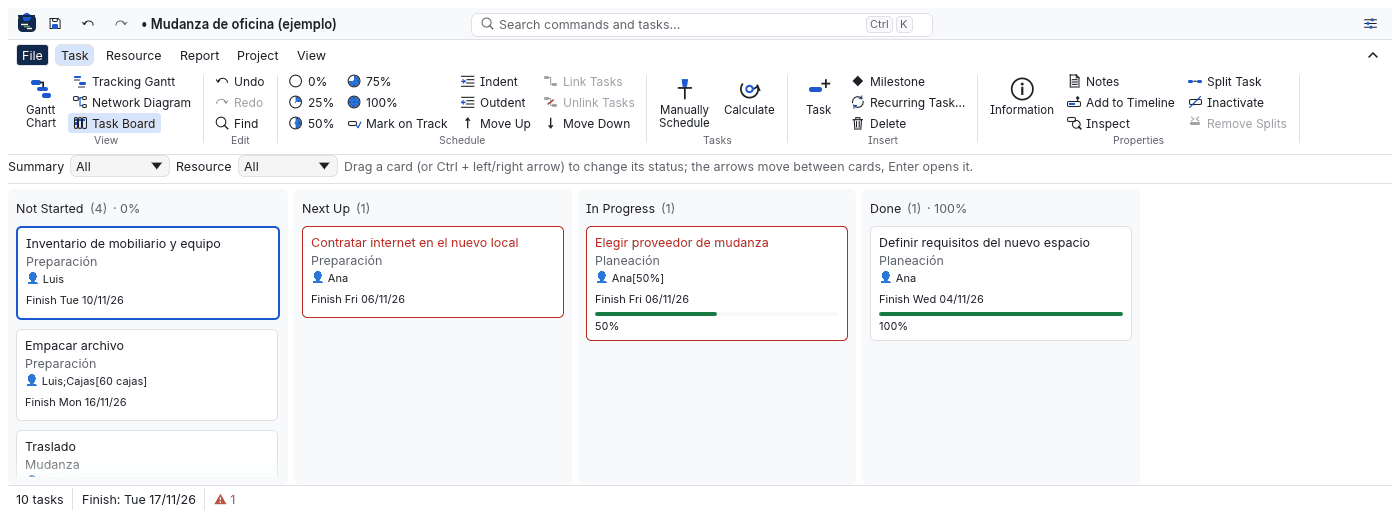 • Mudanza de oficina (ejemplo)
Search commands and tasks...
Ctrl K
File Task Resource Report Project View
Gantt Chart
Tracking Gantt
Network Diagram
Task Board
View
Undo
Redo
Find
Edit
0%
25%
50%
75%
100%
Mark on Track
Indent
Outdent
Move Up
Link Tasks
Unlink Tasks
Move Down
Schedule
Manually Schedule
Calculate
Tasks
Task
Milestone
Recurring Task...
Delete
Insert
Information
Notes
Add to Timeline
Inspect
Split Task
Inactivate
Remove Splits
Properties
Summary All Resource All Drag a card (or Ctrl + left/right arrow) to change its status; the arrows move between cards, Enter opens it.
Not Started (4) · 0%
Inventario de mobiliario y equipo
Preparación
Luis
Finish Tue 10/11/26
Empacar archivo
Preparación
Luis;Cajas[60 cajas]
Finish Mon 16/11/26
Traslado
Mudanza
Next Up (1)
Contratar internet en el nuevo local
Preparación
Ana
Finish Fri 06/11/26
In Progress (1)
Elegir proveedor de mudanza
Planeación
Ana[50%]
Finish Fri 06/11/26
50%
Done (1) · 100%
Definir requisitos del nuevo espacio
Planeación
Ana
Finish Wed 04/11/26
100%
10 tasks Finish: Tue 17/11/26 1